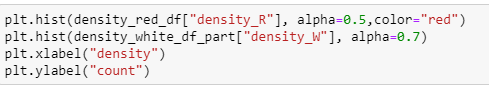 plt.hist(density_red_df["density_R"], alpha=0.5,color="red")
plt.hist(density_white_df_part["density_W"], alpha=0.7)
plt.xlabel("density")
plt.ylabel("count")